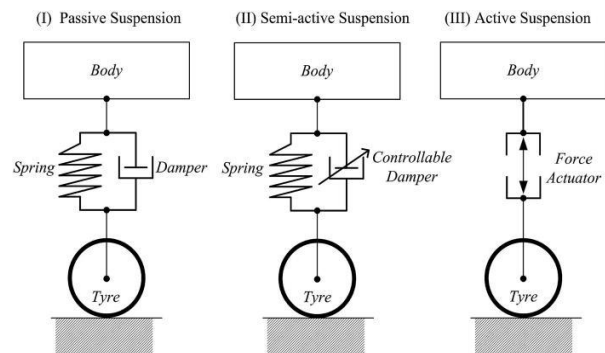 (I) Passive Suspension
(II) Semi-active Suspension
(III) Active Suspension
Body
Body
Body
Spring
Damper
Spring
Controllable
Damper
Force
Actuator
Tyre
Tyre
Tyre